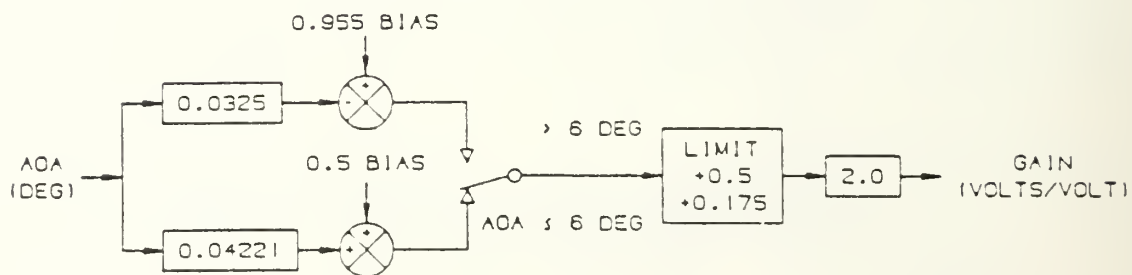 0.955 BIAS
0.0325
> 6 DEG
AOA
(DEG)
0.5 BIAS
LIMIT
+0.5
+0.175
2.0
GAIN
(VOLTS/VOLT)
AOA ≤ 6 DEG
0.04221